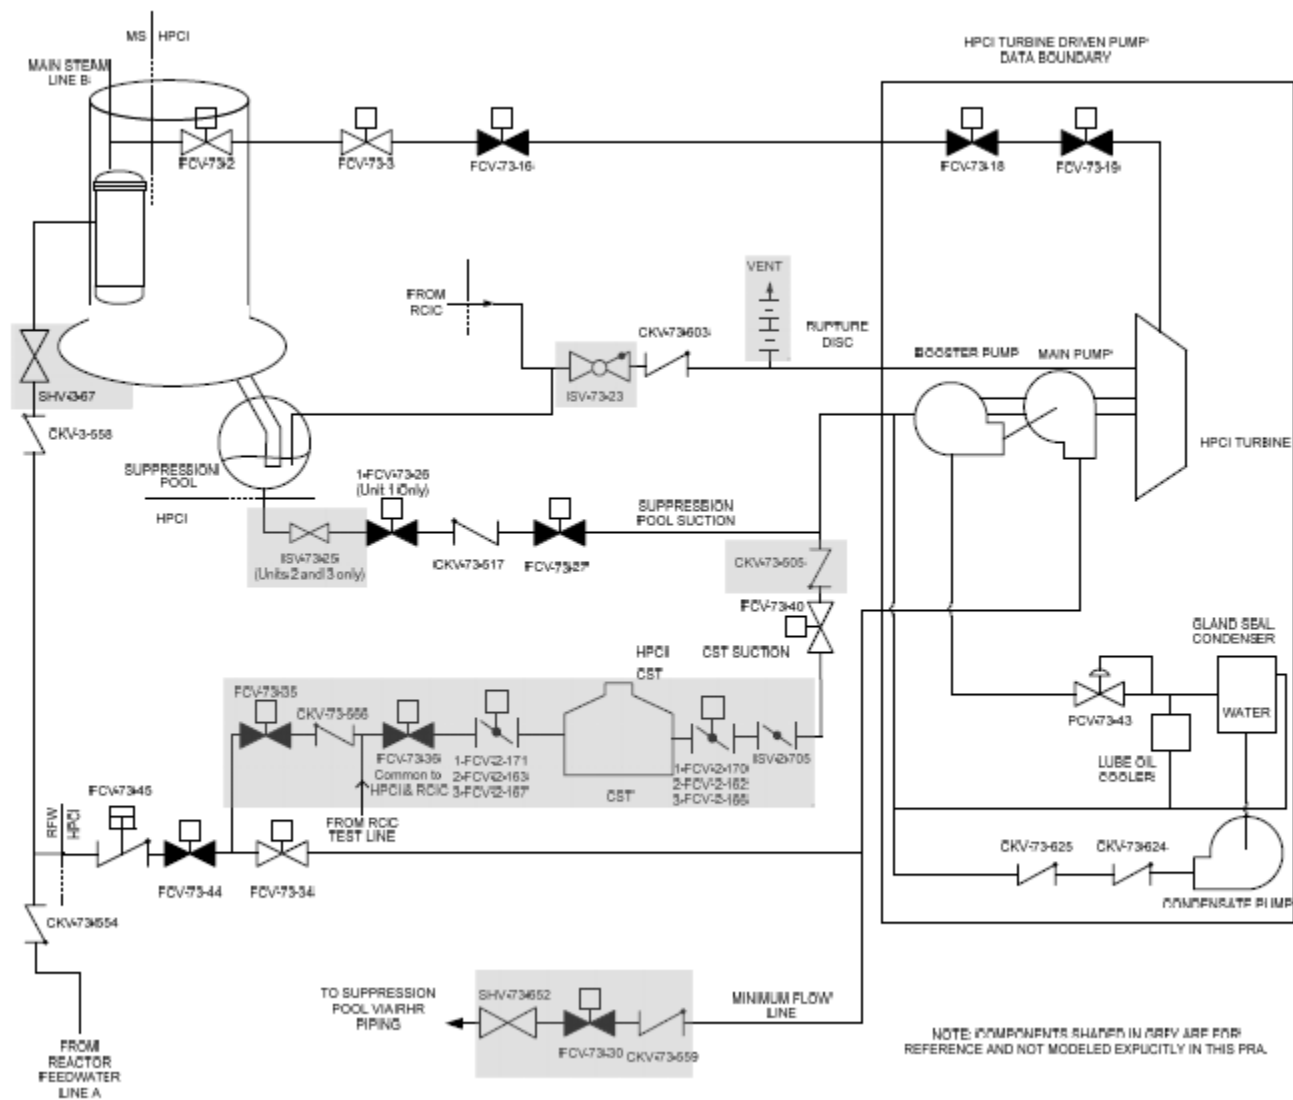 MS HPCI
MAIN STEAM
LINE B
HPCI TURBINE DRIVEN PUMP
DATA BOUNDARY
FCV-73-2
FCV-73-3
FCV-73-16
FCV-73-18
FCV-73-19
VENT
FROM
RCIC
CKV-73-603
RUPTURE
DISC
BOOSTER PUMP
MAIN PUMP
SHV-3-67
ISV-73-23
CKV-3-558
HPCI TURBINE
SUPPRESSION
POOL
HPCI
1-FCV-73-26
(Unit 1 Only)
SUPPRESSION
POOL SUCTION
ISV-73-25
(Units 2 and 3 only)
CKV-73-517
FCV-73-27
CKV-73-505
FCV-73-40
GLAND SEAL
CONDENSER
HPCI
CST
CST SUCTION
FCV-73-35
CKV-73-566
WATER
PCV-73-43
FCV-73-36
Common to
HPCI & RCIC
1-FCV-2-171
2-FCV-2-163
3-FCV-2-167
CST
1-FCV-2-170
2-FCV-2-162
3-FCV-2-166
ISV-2-705
LUBE OIL
COOLER
FROM RCIC
TEST LINE
FCV-73-45
RFW
HPCI
FCV-73-44
FCV-73-34
CKV-73-625
CKV-73-624
CONDENSATE PUMP
CKV-73-554
TO SUPPRESSION
POOL VIA RHR
PIPING
SHV-73-652
MINIMUM FLOW
LINE
FCV-73-30
CKV-73-559
FROM
REACTOR
FEEDWATER
LINE A
NOTE: COMPONENTS SHADED IN GREY ARE FOR
REFERENCE AND NOT MODELED EXPLICITLY IN THIS PRA.